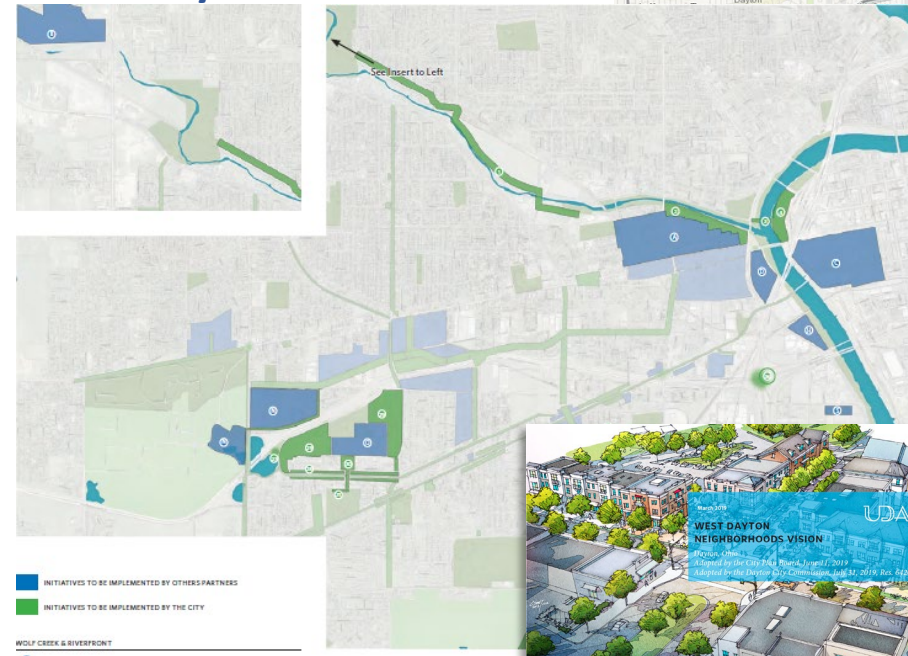 Dayton
See Insert to Left
March 2019
UDA
WEST DAYTON
NEIGHBORHOODS VISION
Dayton, Ohio
Adopted by the City Plan Board, June 11, 2019
Adopted by the Dayton City Commission, July 31, 2019, Res.
INITIATIVES TO BE IMPLEMENTED BY OTHERS-PARTNERS
INITIATIVES TO BE IMPLEMENTED BY THE CITY
WOLF CREEK & RIVERFRONT